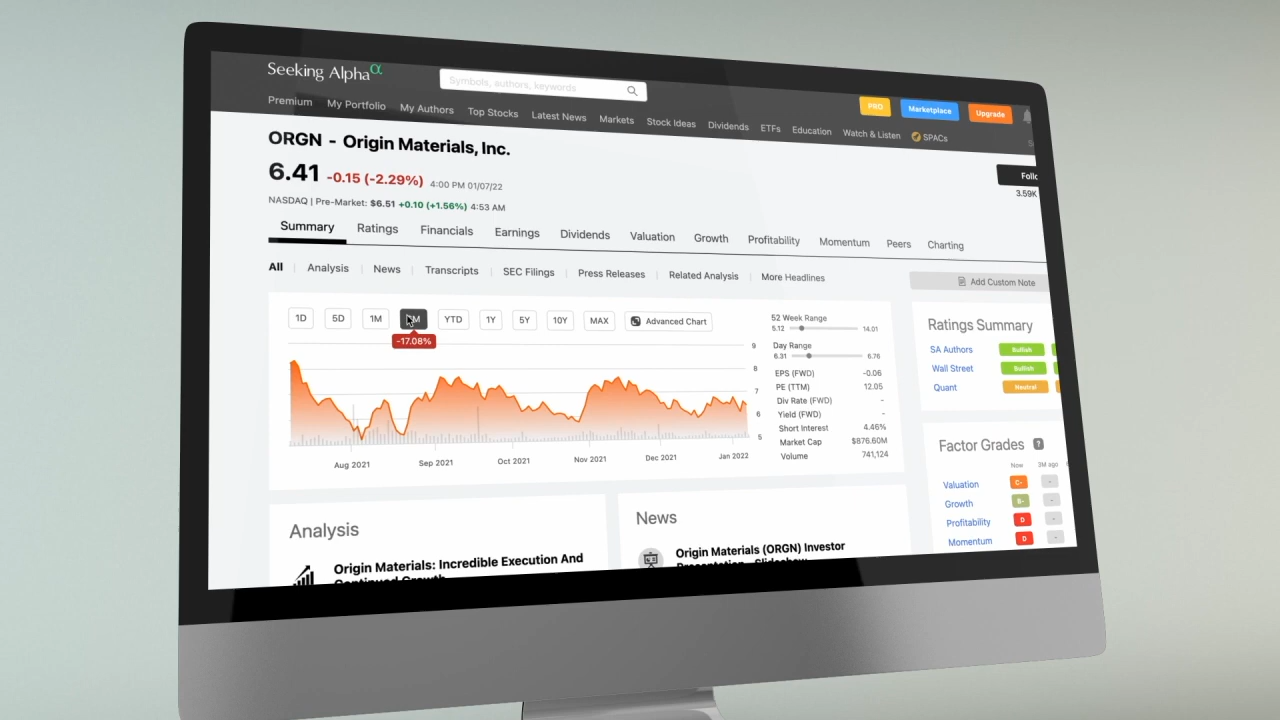 Seeking Alphaα
Symbols, authors, keywords
PRO
Marketplace
Upgrade
Premium
My Portfolio
My Authors
Top Stocks
Latest News
Markets
Stock Ideas
Dividends
ETFs
Education
Watch & Listen
SPACs
ORGN - Origin Materials, Inc.
6.41 -0.15 (-2.29%) 4:00 PM 01/07/22
NASDAQ | Pre-Market: $6.51 +0.10 (+1.56%) 4:53 AM
3.59K
Summary
Ratings
Financials
Earnings
Dividends
Valuation
Growth
Profitability
Momentum
Peers
Charting
All
Analysis
News
Transcripts
SEC Filings
Press Releases
Related Analysis
More Headlines
Add Custom Note
1D
5D
1M
YTD
1Y
5Y
10Y
MAX
Advanced Chart
-17.08%
9
8
7
6
5
Aug 2021
Sep 2021
Oct 2021
Nov 2021
Dec 2021
Jan 2022
52 Week Range
5.12
14.01
Day Range
6.31
6.76
EPS (FWD) -0.06
PE (TTM) 12.05
Div Rate (FWD) -
Yield (FWD) -
Short Interest 4.46%
Market Cap $876.60M
Volume 741,124
Ratings Summary
SA Authors Bullish
Wall Street Bullish
Quant Neutral
Factor Grades ?
Now
3M ago
Valuation C- -
Growth B- -
Profitability D -
Momentum D -
Analysis
Origin Materials: Incredible Execution And
Continued Growth
News
Origin Materials (ORGN) Investor
Presentation - Slideshow